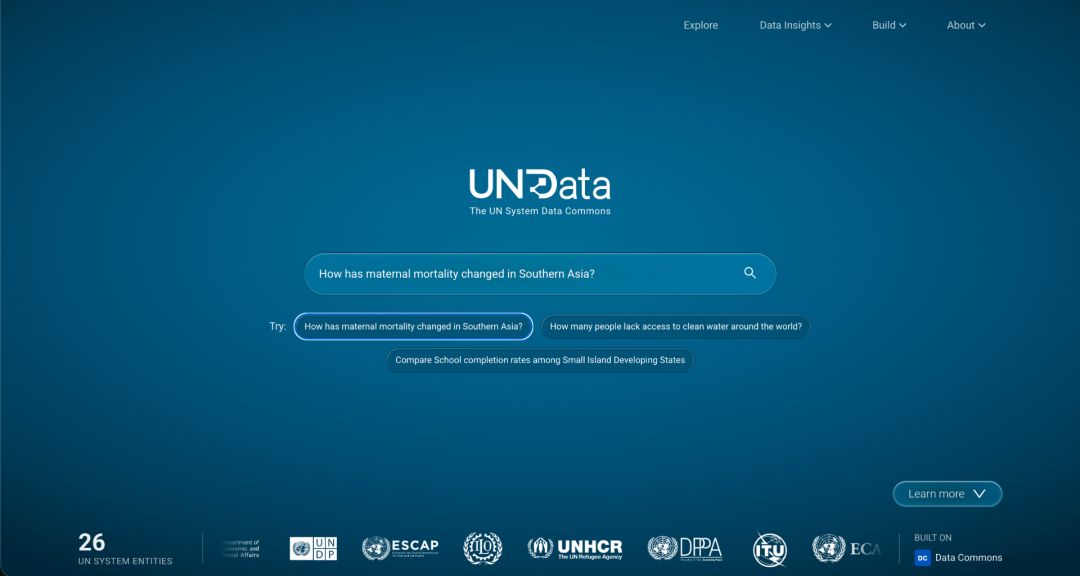 Explore Data Insights Build About
UNData
The UN System Data Commons
How has maternal mortality changed in Southern Asia?
Try: How has maternal mortality changed in Southern Asia? How many people lack access to clean water around the world?
Compare School completion rates among Small Island Developing States
Learn more
26
UN SYSTEM ENTITIES
Economic and
Social Affairs
UN
DP
ESCAP
ILO
UNHCR
The UN Refugee Agency
DPPA
ITU
ECA
BUILT ON
DC Data Commons